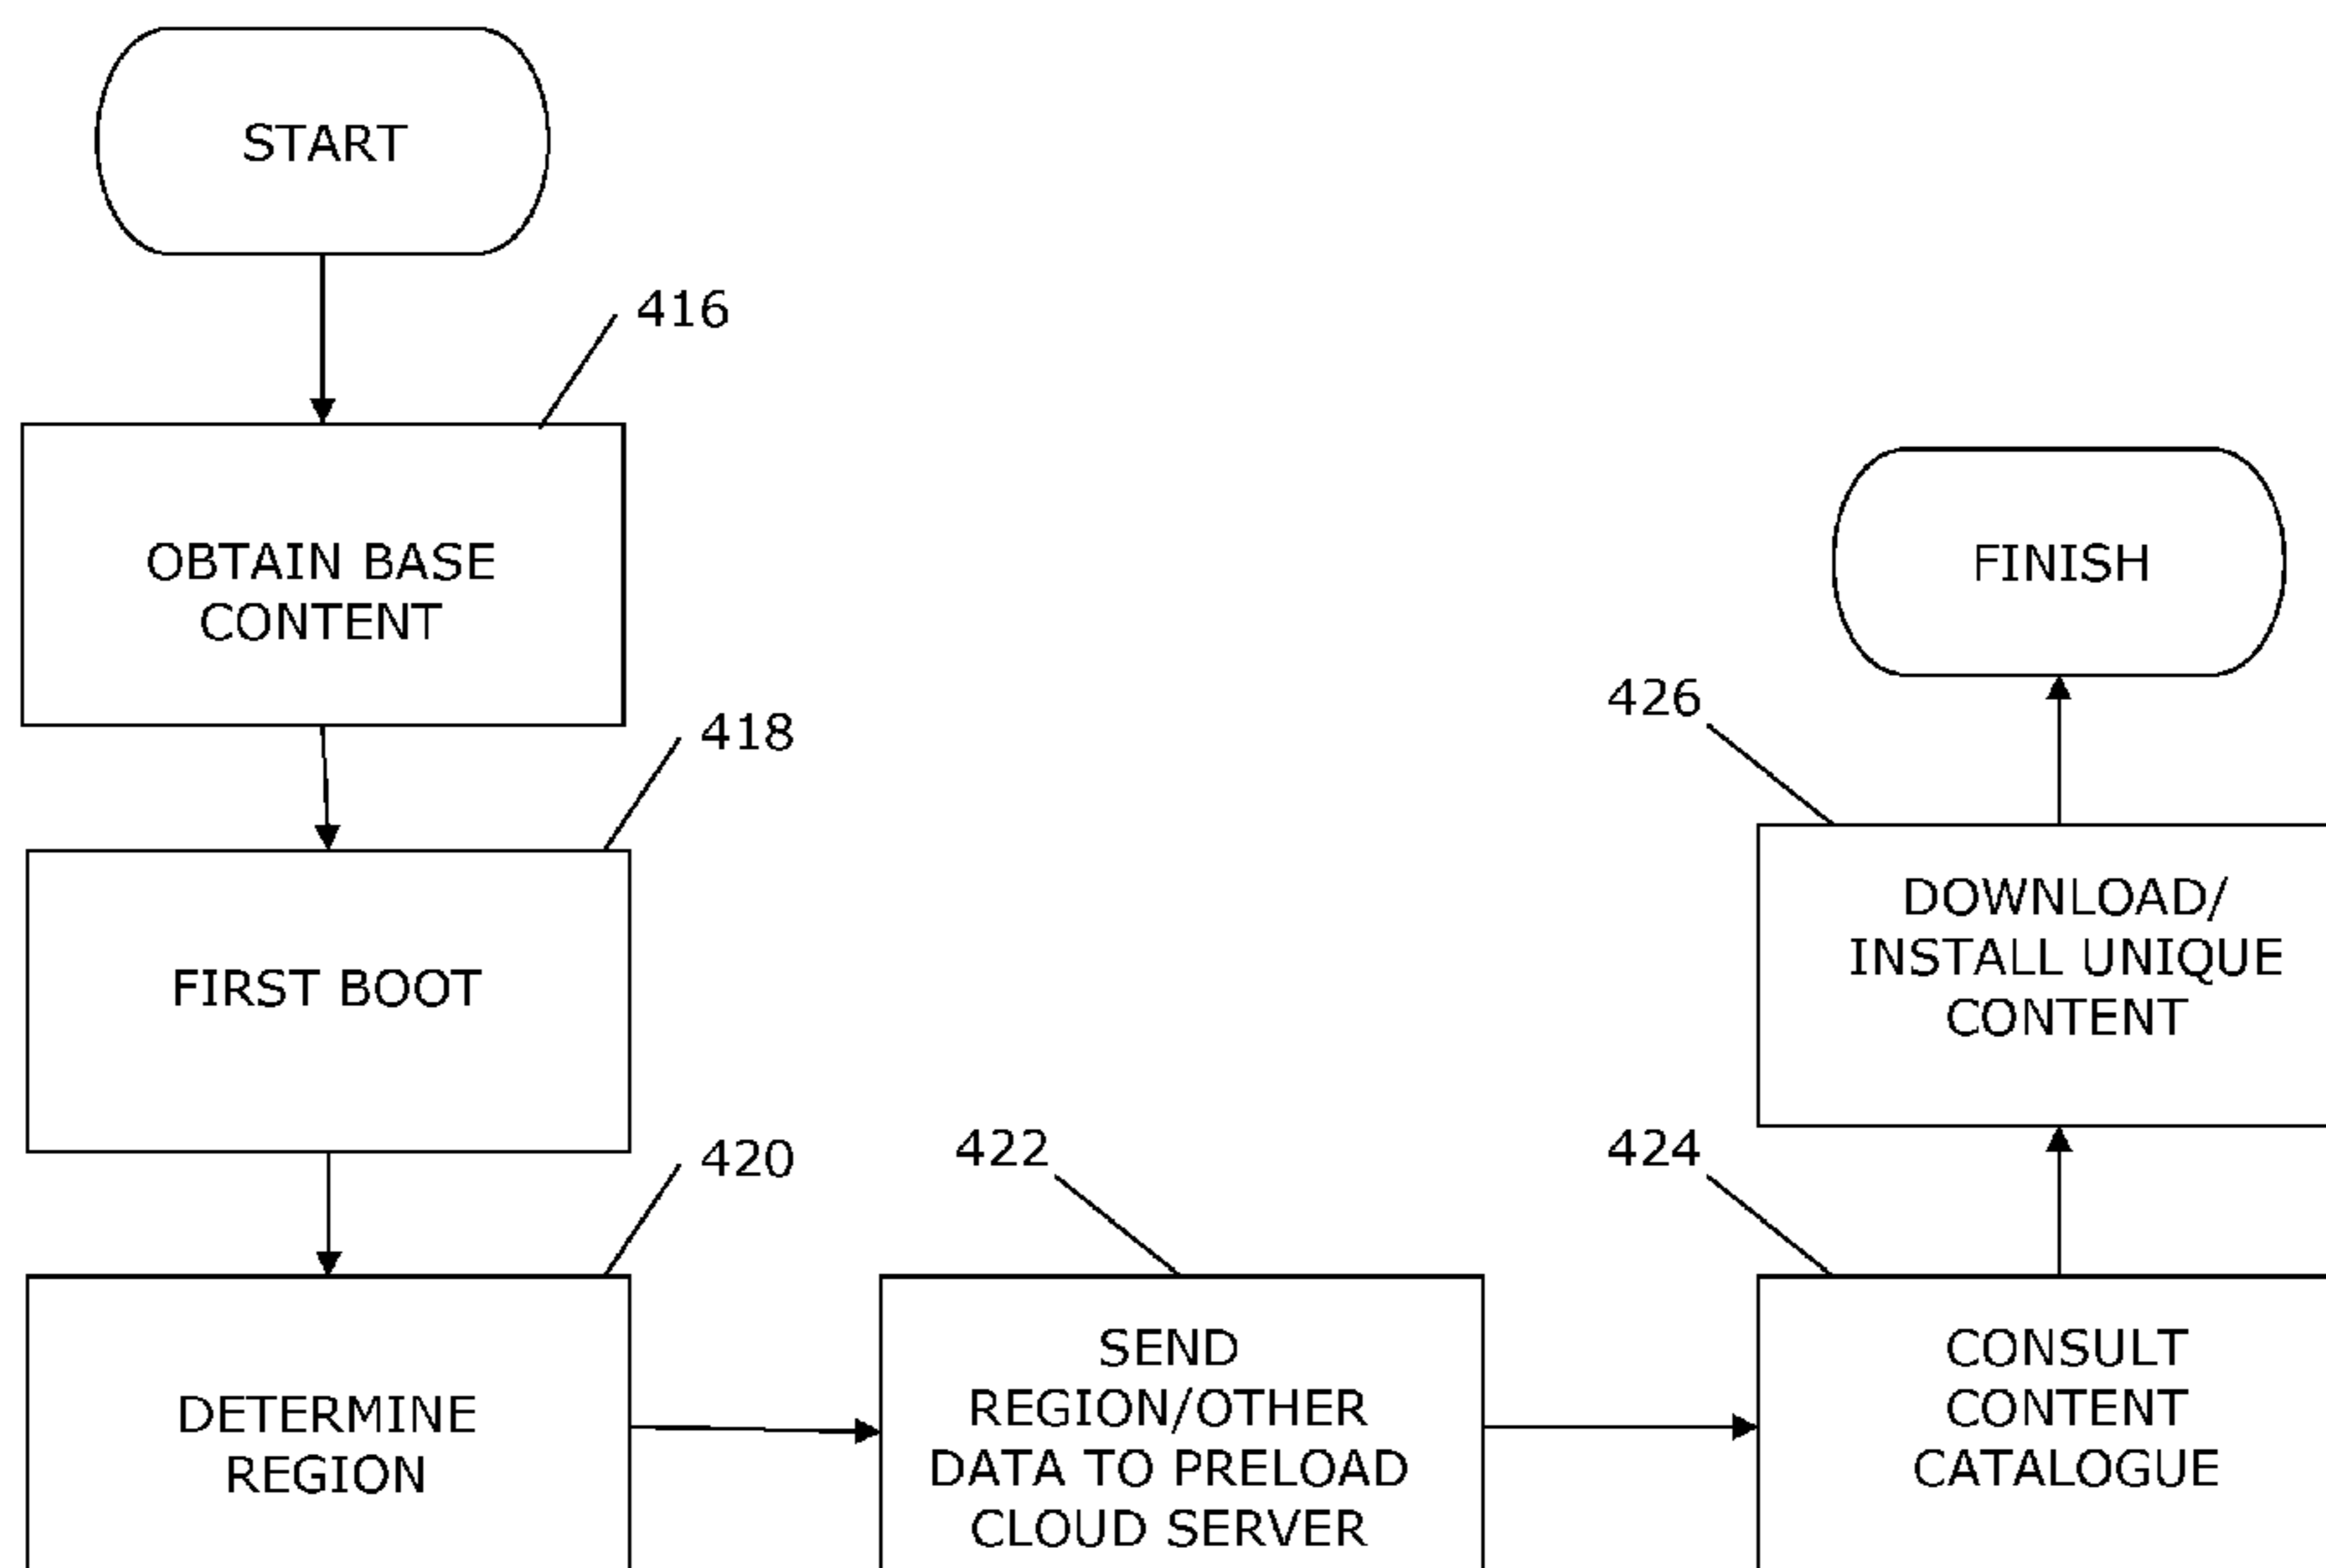 START
416
OBTAIN BASE
CONTENT
418
FIRST BOOT
420
DETERMINE
REGION
422
SEND
REGION/OTHER
DATA TO PRELOAD
CLOUD SERVER
424
CONSULT
CONTENT
CATALOGUE
426
DOWNLOAD/
INSTALL UNIQUE
CONTENT
FINISH